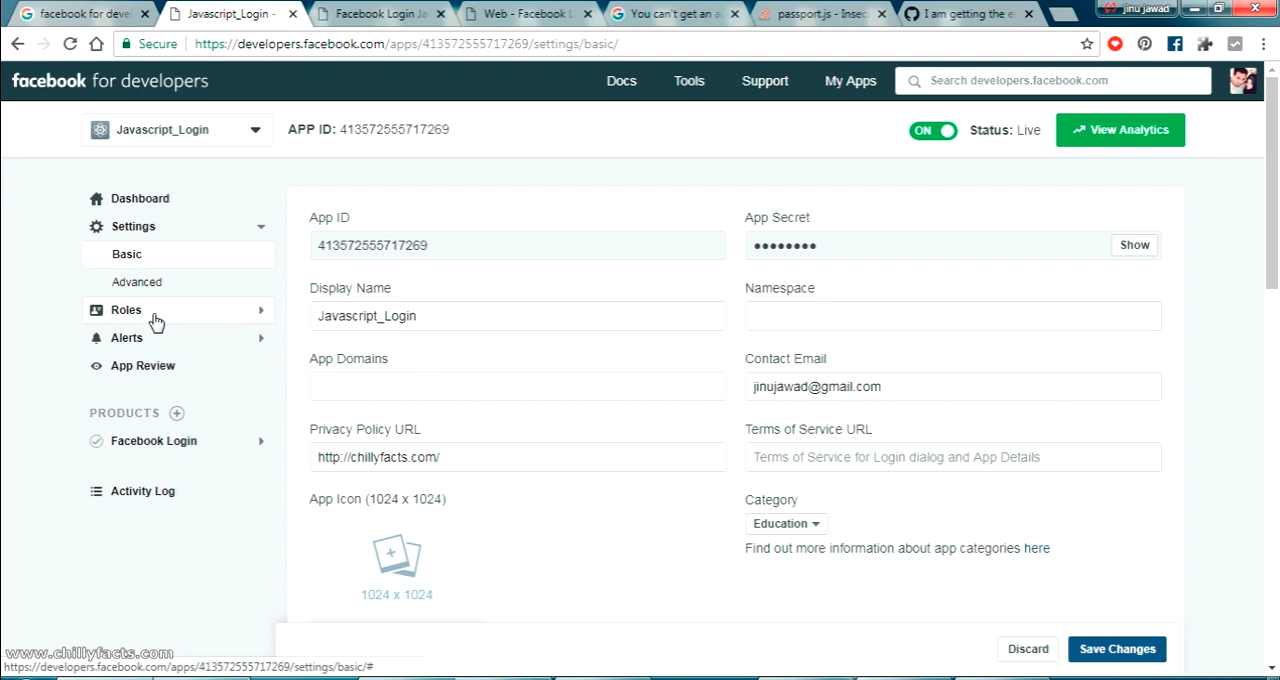 facebook for deve
Javascript_Login -
Facebook Login Ja
Web - Facebook L
You can't get an a
passport.js - Insec
I am getting the e
jinu jawad
Secure
https://developers.facebook.com/apps/413572555717269/settings/basic/
facebook for developers
Docs
Tools
Support
My Apps
Search developers.facebook.com
Javascript_Login
APP ID: 413572555717269
ON
Status: Live
View Analytics
Dashboard
Settings
Basic
Advanced
Roles
Alerts
App Review
PRODUCTS
Facebook Login
Activity Log
App ID
413572555717269
App Secret
Show
Display Name
Javascript_Login
Namespace
App Domains
Contact Email
jinujawad@gmail.com
Privacy Policy URL
http://chillyfacts.com/
Terms of Service URL
Terms of Service for Login dialog and App Details
App Icon (1024 x 1024)
1024 x 1024
Category
Education
Find out more information about app categories here
Discard
Save Changes
www.chillyfacts.com
https://developers.facebook.com/apps/413572555717269/settings/basic/#